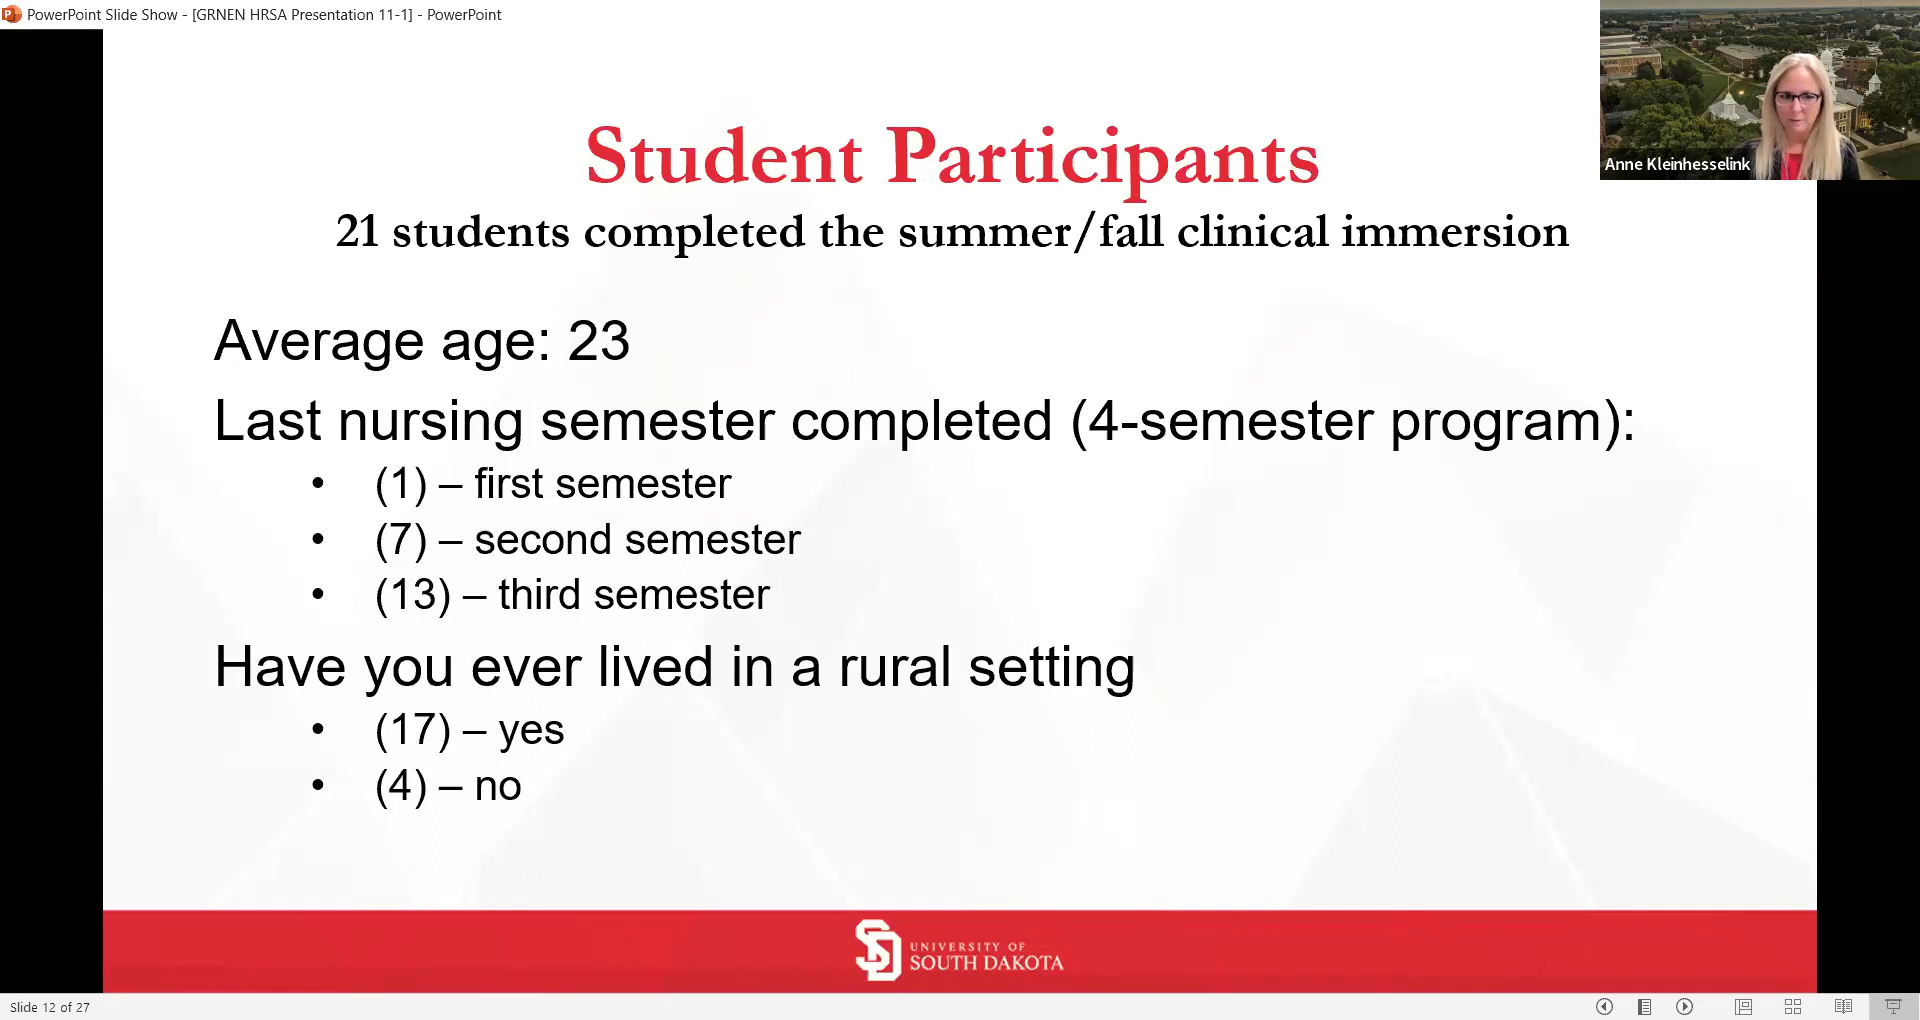 PowerPoint Slide Show - [GRNEN HRSA Presentation 11-1] - PowerPoint
Anne Kleinhesselink
Student Participants
21 students completed the summer/fall clinical immersion
Average age: 23
Last nursing semester completed (4-semester program):
• (1) – first semester
• (7) – second semester
• (13) – third semester
Have you ever lived in a rural setting
• (17) – yes
• (4) – no
SD
UNIVERSITY OF
SOUTH DAKOTA
Slide 12 of 27